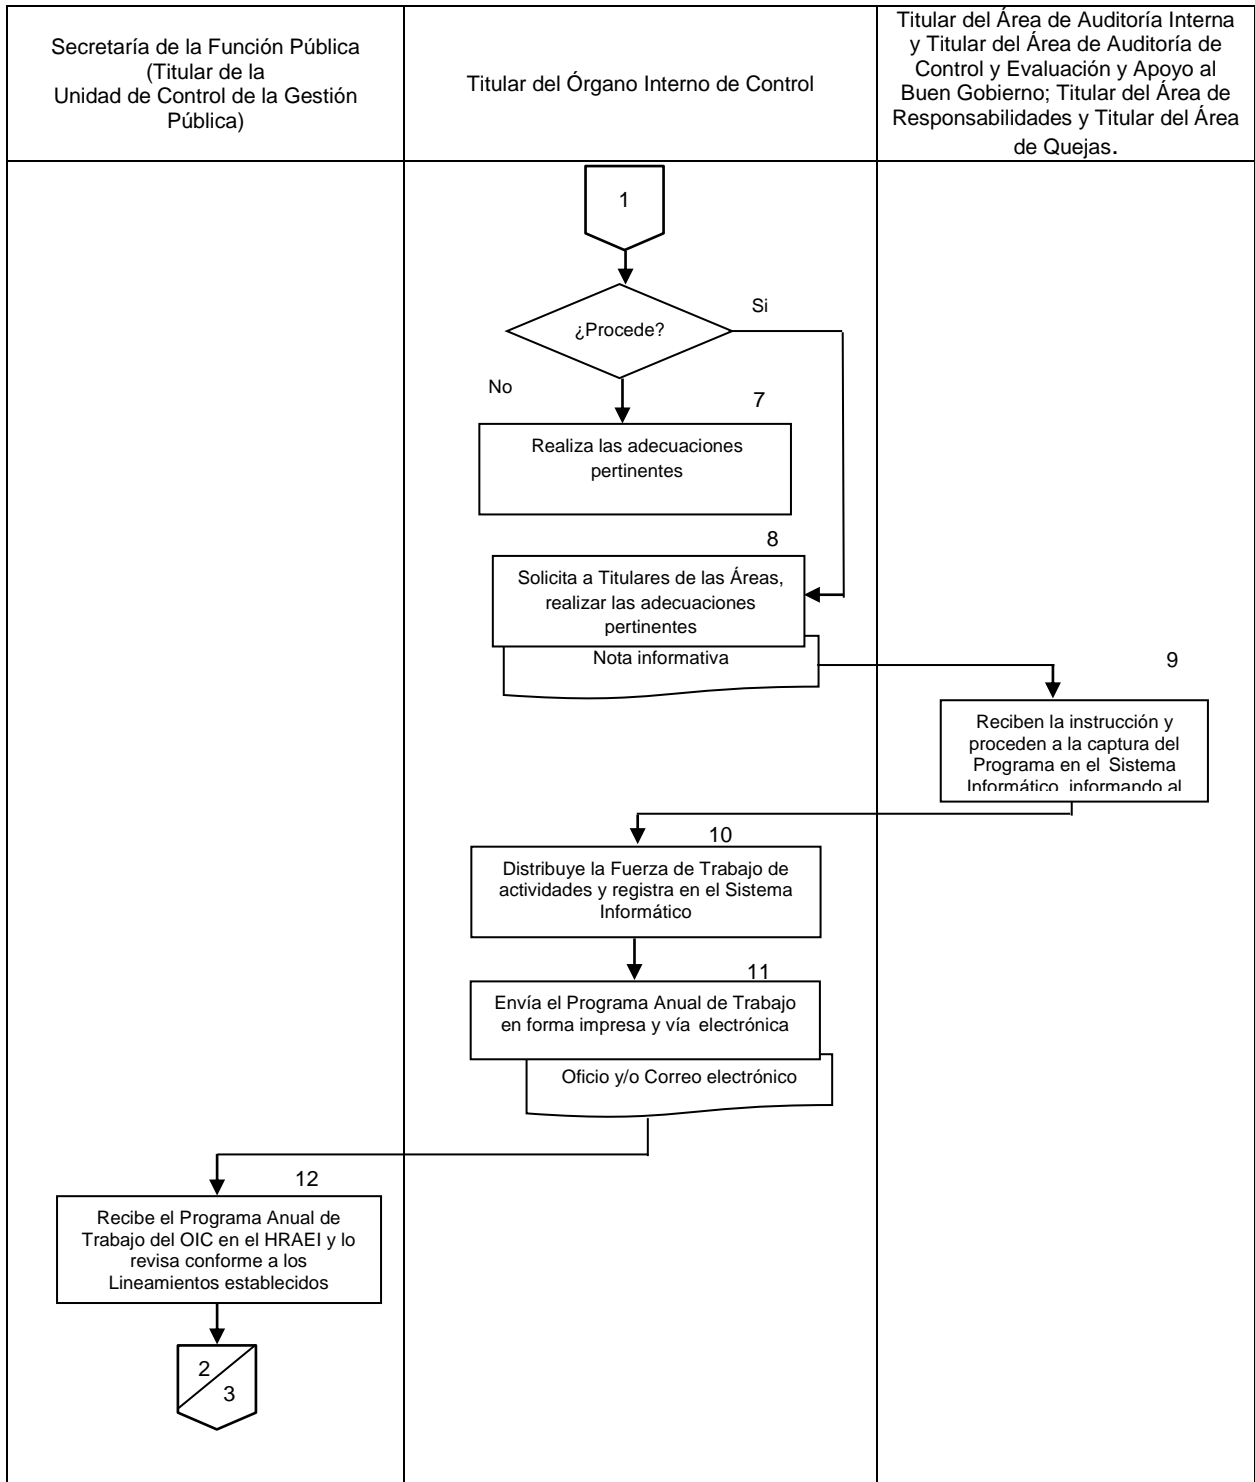 Secretaría de la Función Pública
(Titular de la
Unidad de Control de la Gestión
Pública)
Titular del Órgano Interno de Control
Titular del Área de Auditoría Interna
y Titular del Área de Auditoría de
Control y Evaluación y Apoyo al
Buen Gobierno; Titular del Área de
Responsabilidades y Titular del Área
de Quejas.
1
¿Procede?
Si
No
7
Realiza las adecuaciones
pertinentes
8
Solicita a Titulares de las Áreas,
realizar las adecuaciones
pertinentes
Nota informativa
9
Reciben la instrucción y
proceden a la captura del
Programa en el Sistema
Informático, informando al
10
Distribuye la Fuerza de Trabajo de
actividades y registra en el Sistema
Informático
11
Envía el Programa Anual de Trabajo
en forma impresa y vía electrónica
Oficio y/o Correo electrónico
12
Recibe el Programa Anual de
Trabajo del OIC en el HRAEI y lo
revisa conforme a los
Lineamientos establecidos
2
3